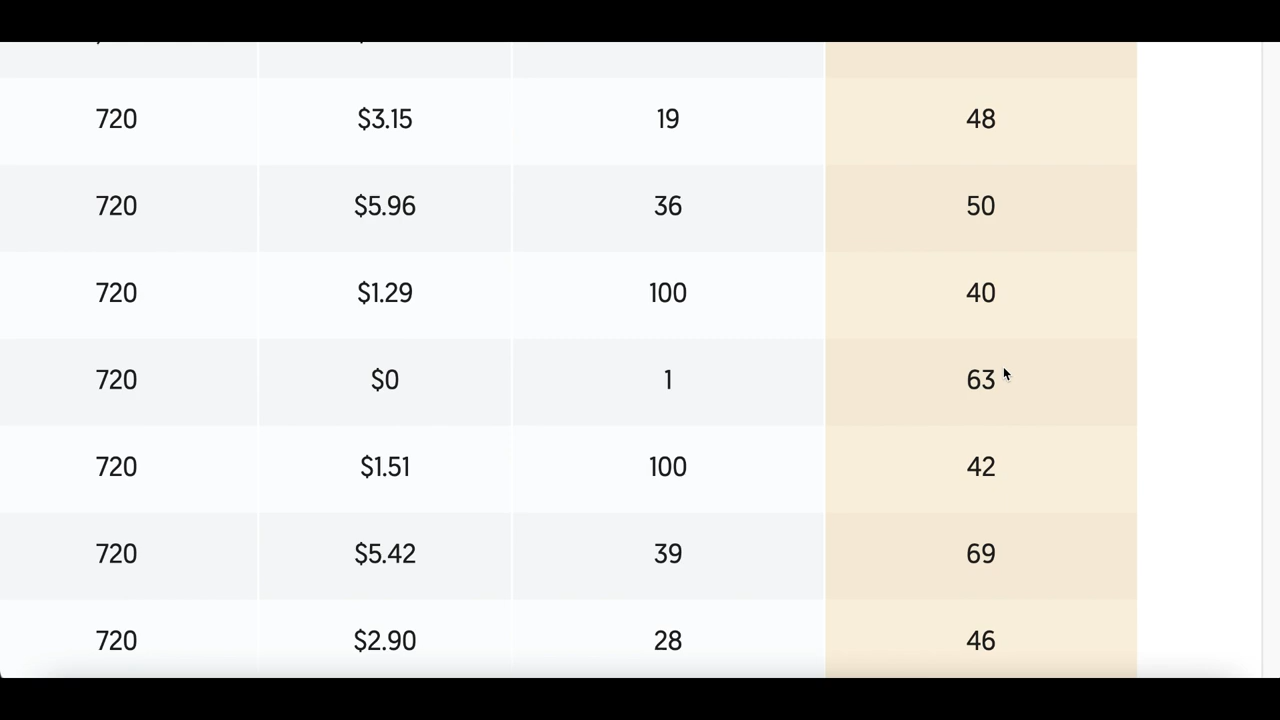 720 $3.15 19 48
720 $5.96 36 50
720 $1.29 100 40
720 $0 1 63
720 $1.51 100 42
720 $5.42 39 69
720 $2.90 28 46